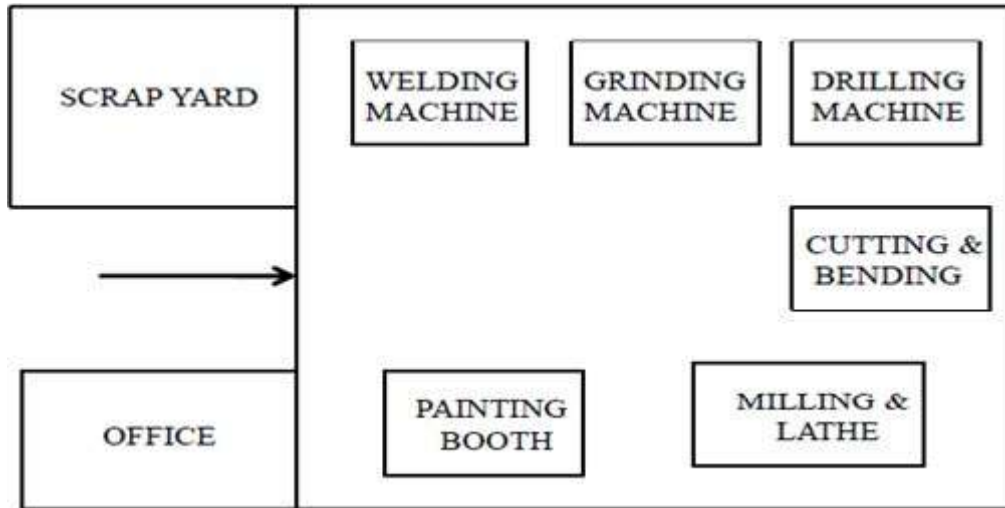 SCRAP YARD
WELDING
MACHINE
GRINDING
MACHINE
DRILLING
MACHINE
CUTTING &
BENDING
OFFICE
PAINTING
BOOTH
MILLING &
LATHE